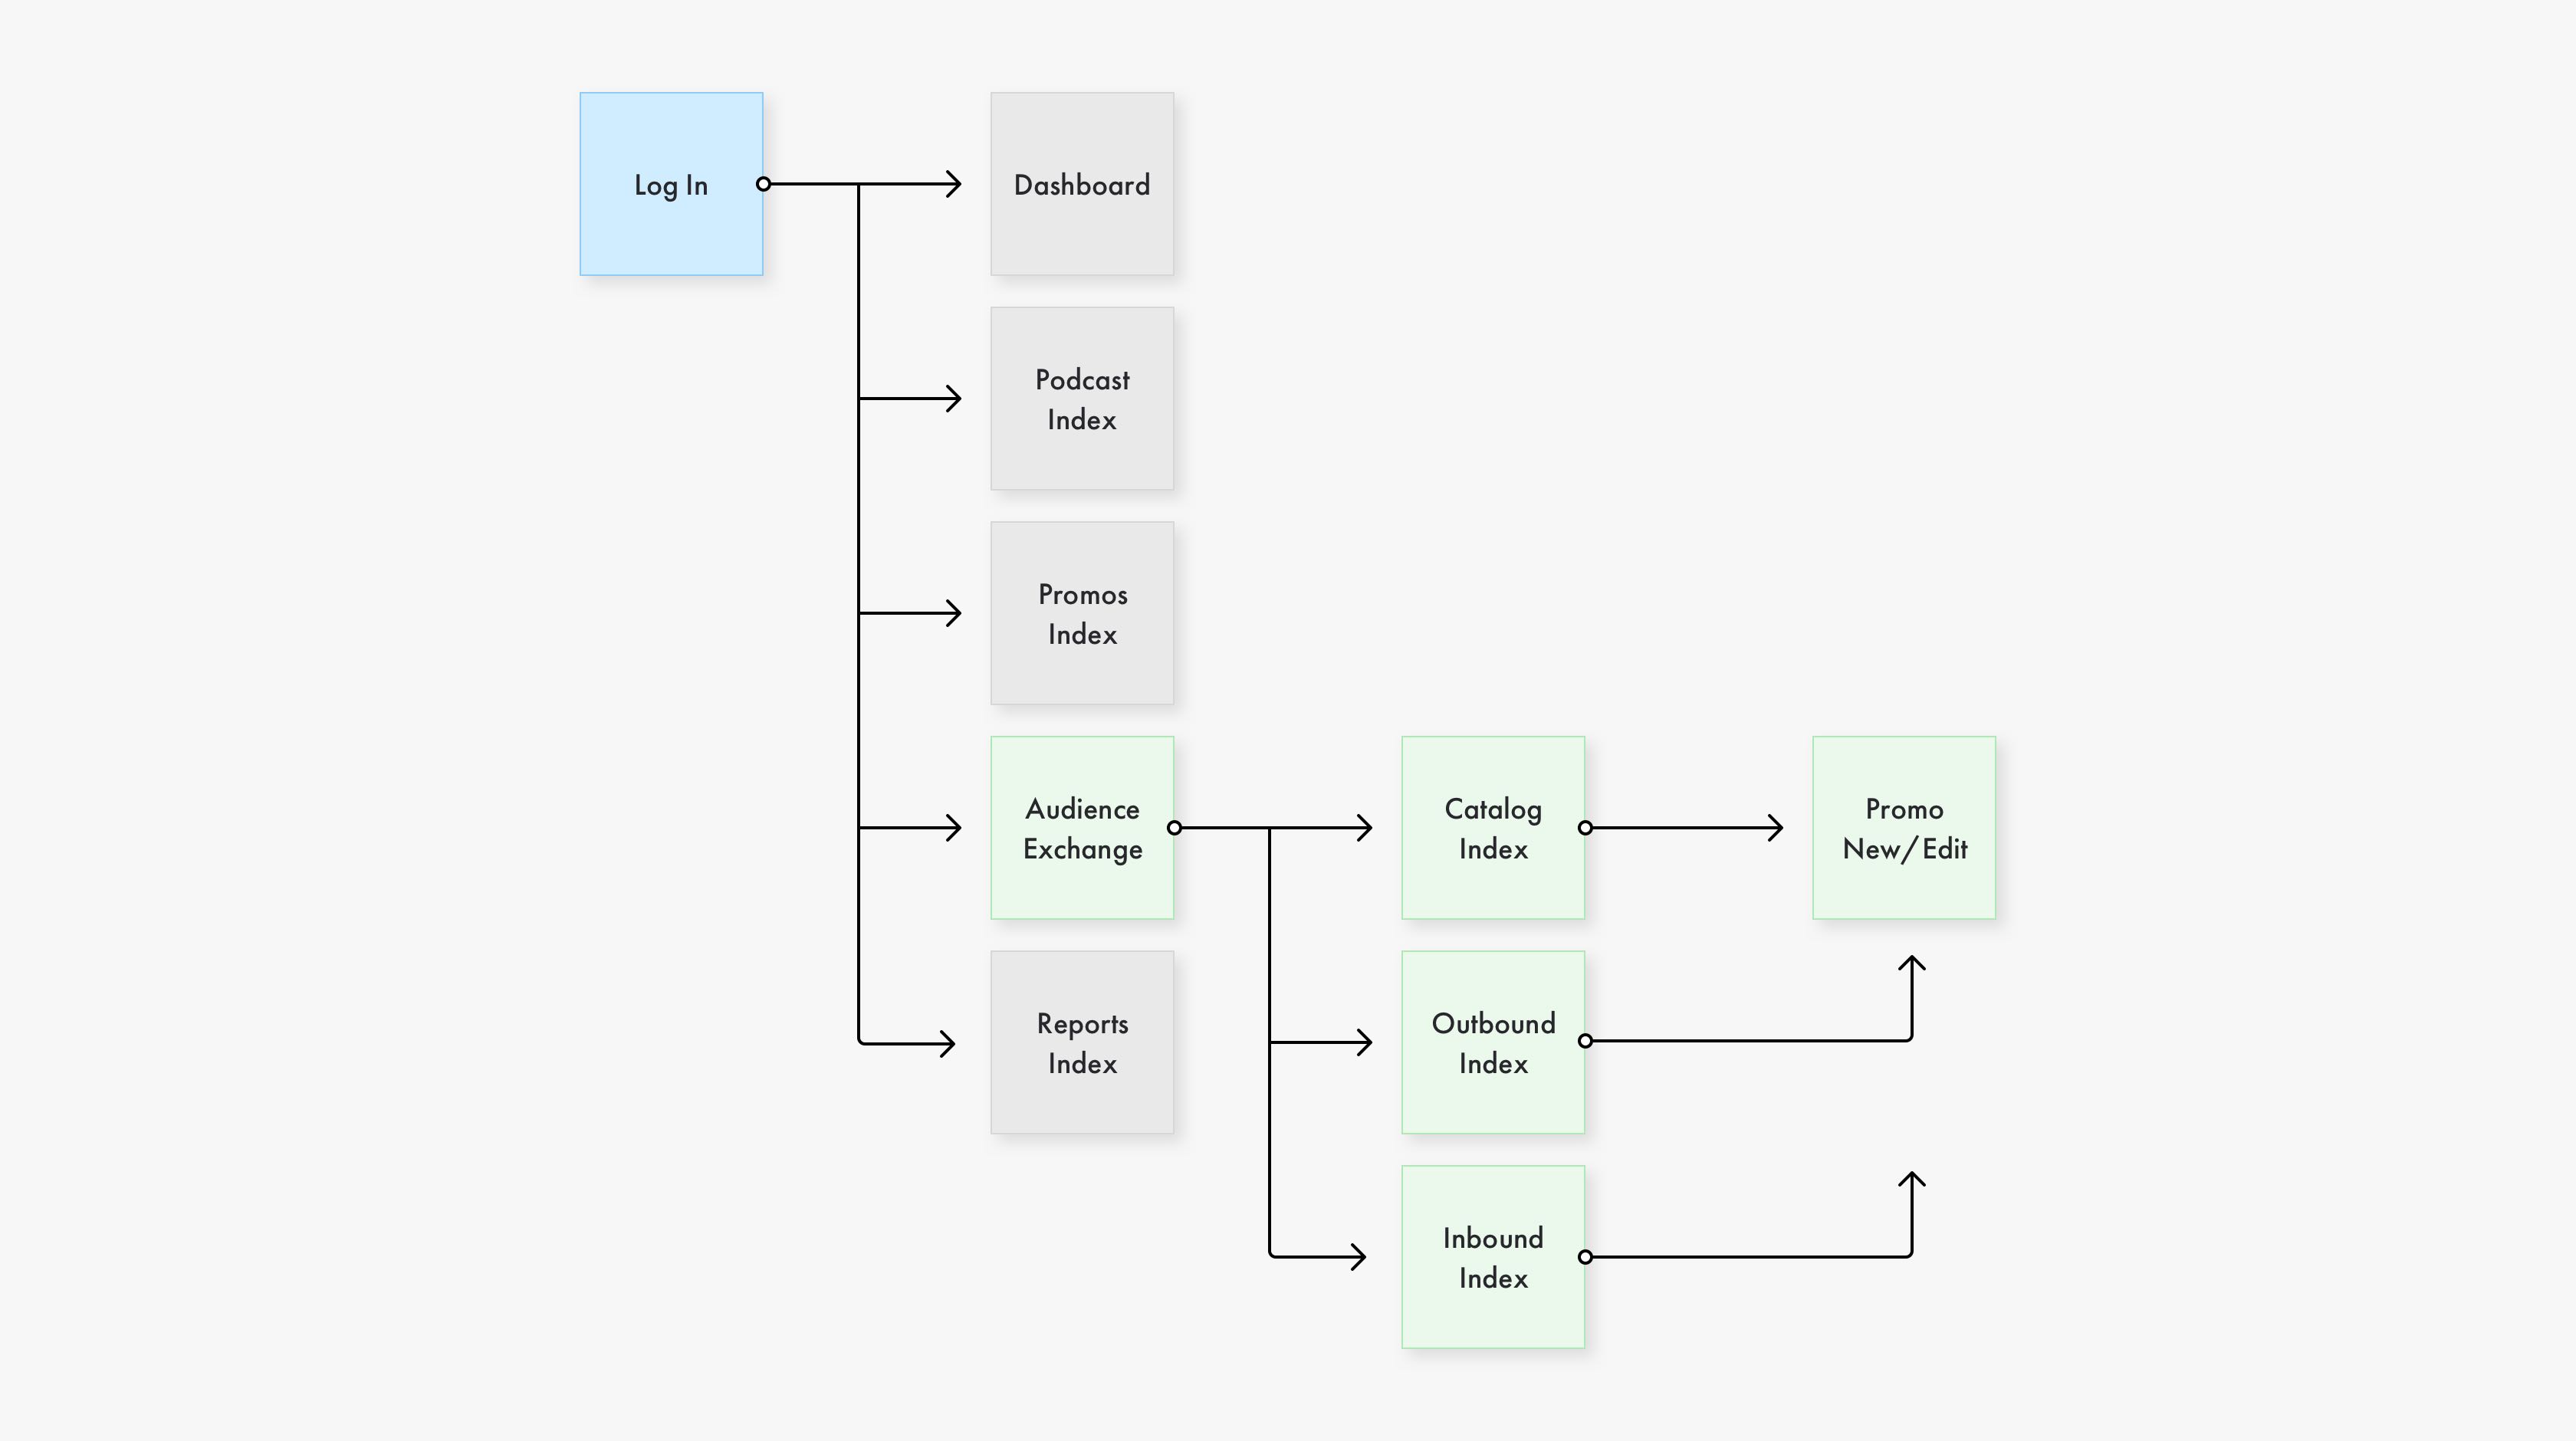 Log In
Dashboard
Podcast
Index
Promos
Index
Audience
Exchange
Catalog
Index
Promo
New/Edit
Reports
Index
Outbound
Index
Inbound
Index